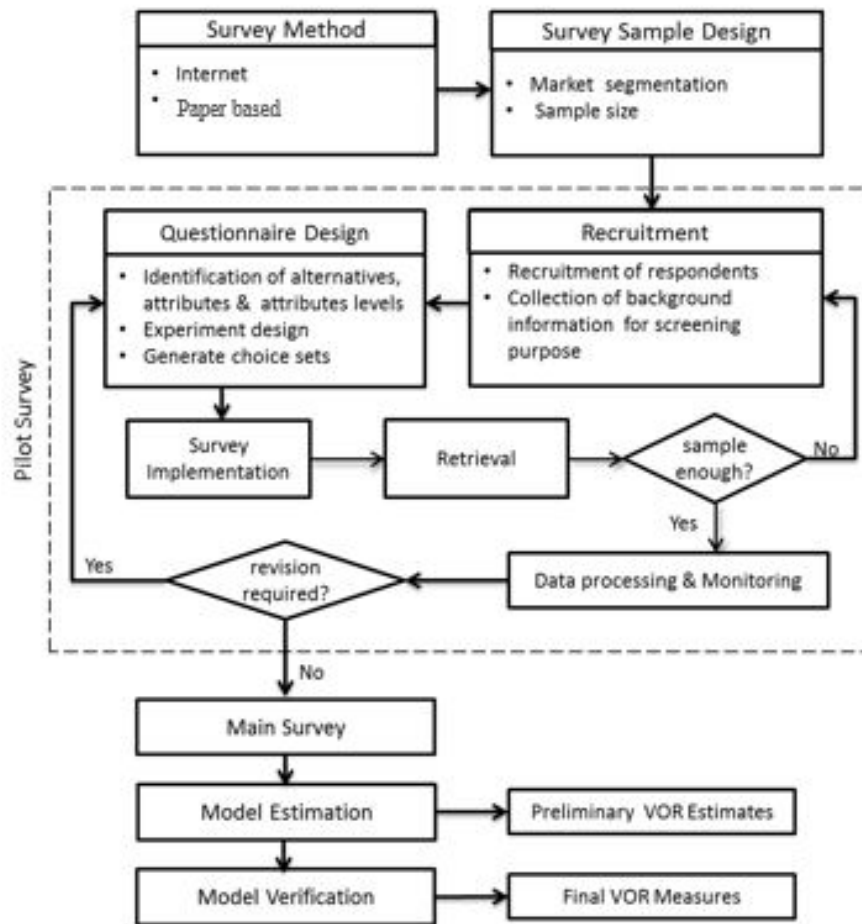 Survey Method
• Internet
• Paper based
Survey Sample Design
• Market segmentation
• Sample size
Pilot Survey
Questionnaire Design
• Identification of alternatives,
attributes & attributes levels
• Experiment design
• Generate choice sets
Recruitment
• Recruitment of respondents
• Collection of background
information for screening
purpose
Survey
Implementation
Retrieval
sample
enough?
No
Yes
Data processing & Monitoring
revision
required?
Yes
No
Main Survey
Model Estimation
Preliminary VOR Estimates
Model Verification
Final VOR Measures